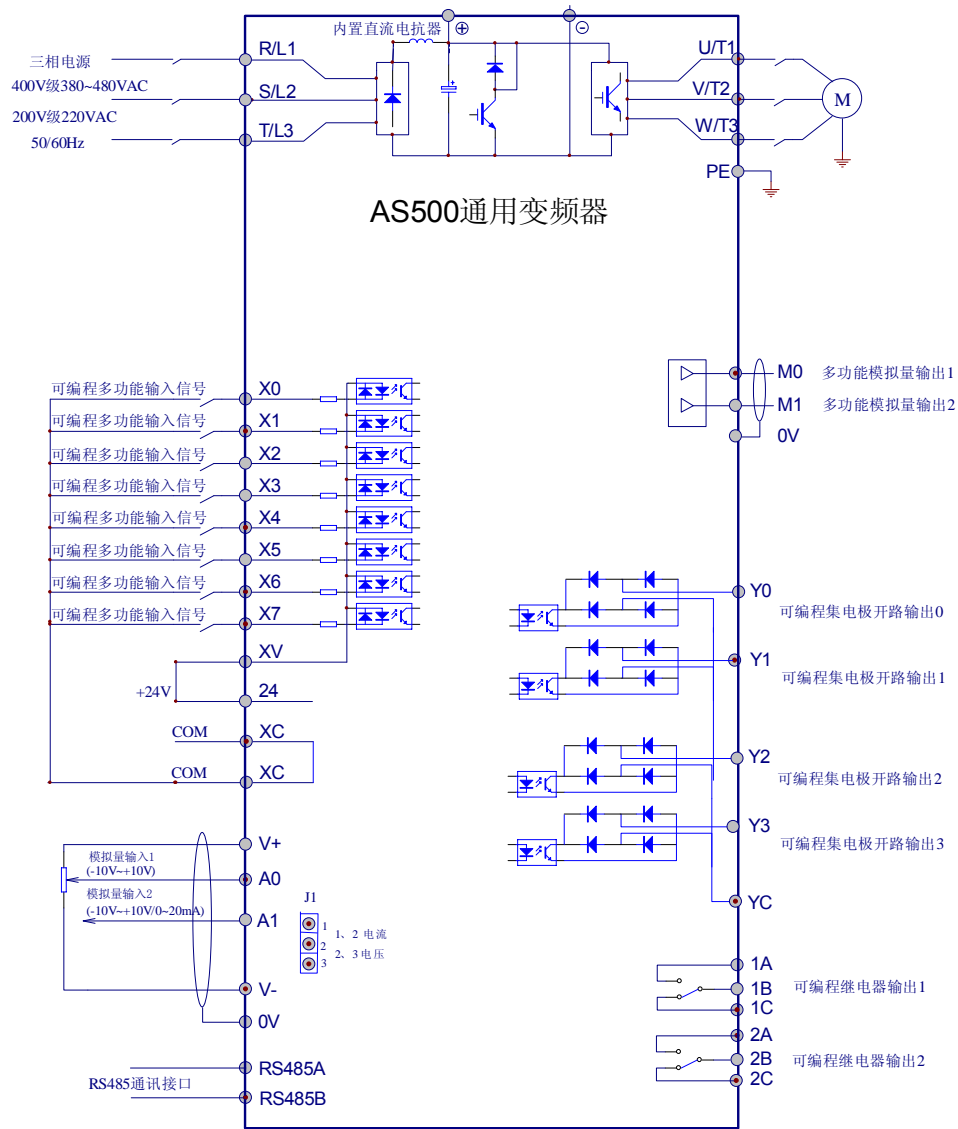 内置直流电抗器
⊕
⊖
三相电源
400V级380~480VAC
200V级220VAC
50/60Hz
R/L1
S/L2
T/L3
U/T1
V/T2
W/T3
M
PE
AS500通用变频器
可编程多功能输入信号 X0
可编程多功能输入信号 X1
可编程多功能输入信号 X2
可编程多功能输入信号 X3
可编程多功能输入信号 X4
可编程多功能输入信号 X5
可编程多功能输入信号 X6
可编程多功能输入信号 X7
XV
+24V
24
COM XC
COM XC
V+
模拟量输入1
(-10V~+10V)
A0
模拟量输入2
(-10V~+10V/0~20mA)
A1
J1
1
2
3
1、2 电流
2、3 电压
V-
0V
RS485A
RS485通讯接口
RS485B
M0 多功能模拟量输出1
M1 多功能模拟量输出2
0V
Y0
可编程集电极开路输出0
Y1
可编程集电极开路输出1
Y2
可编程集电极开路输出2
Y3
可编程集电极开路输出3
YC
1A
1B 可编程继电器输出1
1C
2A
2B 可编程继电器输出2
2C